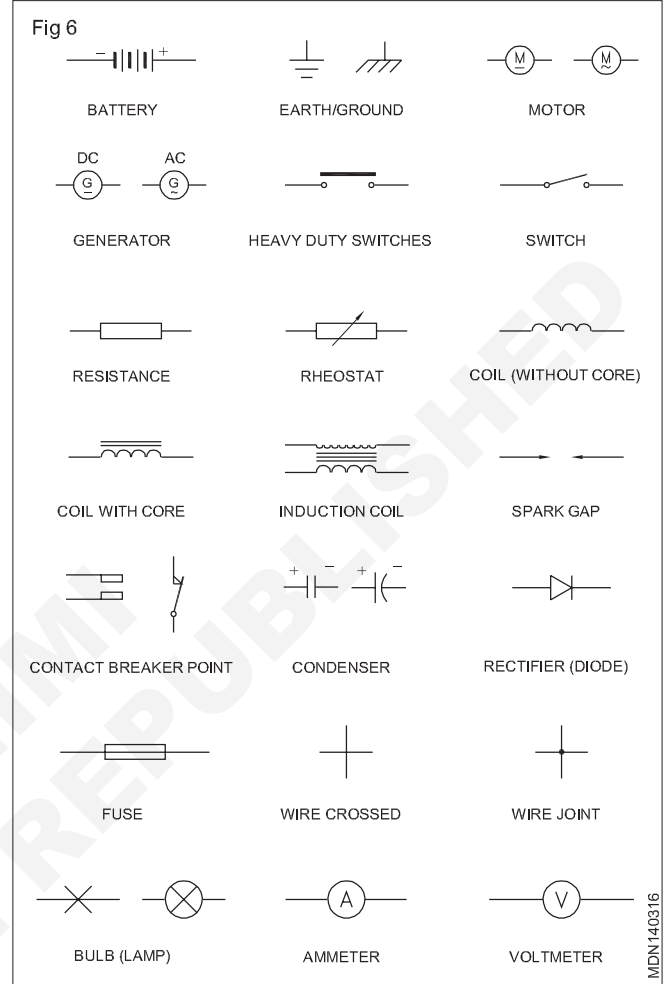 Fig 6
- +
BATTERY
EARTH/GROUND
M M
~
MOTOR
DC AC
G G
~
GENERATOR
HEAVY DUTY SWITCHES
SWITCH
RESISTANCE
RHEOSTAT
COIL (WITHOUT CORE)
COIL WITH CORE
INDUCTION COIL
SPARK GAP
CONTACT BREAKER POINT
+ - + -
CONDENSER
RECTIFIER (DIODE)
FUSE
WIRE CROSSED
WIRE JOINT
BULB (LAMP)
A
AMMETER
V
VOLTMETER
MDN140316
REPUBLISHED